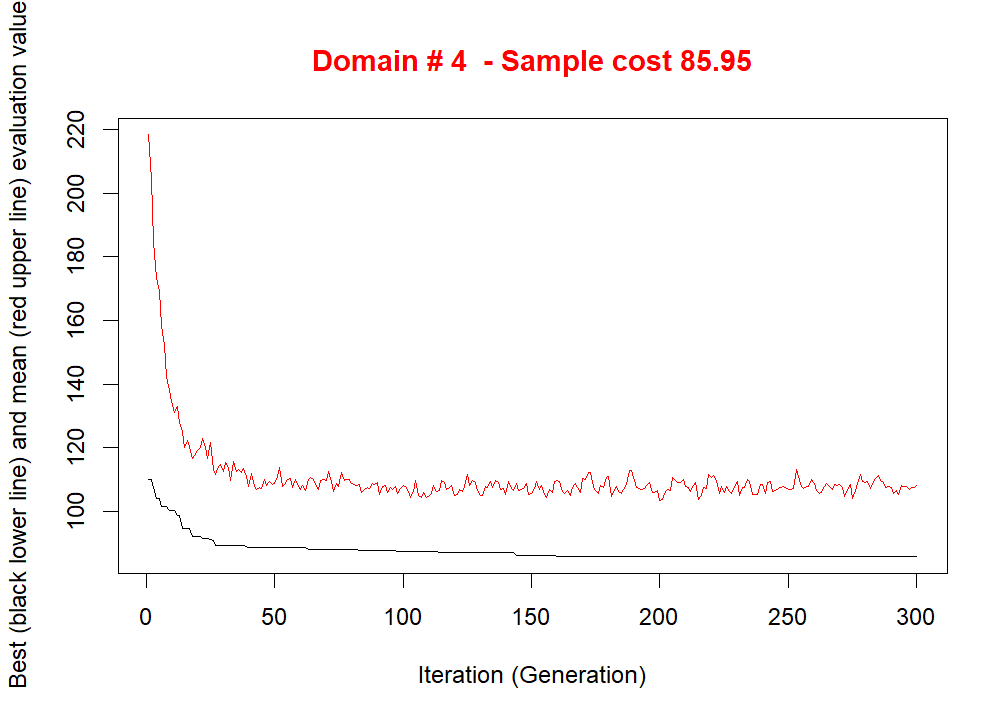 Domain # 4  - Sample cost 85.95
Best (black lower line) and mean (red upper line) evaluation value
220
200
180
160
140
120
100
0 50 100 150 200 250 300
Iteration (Generation)